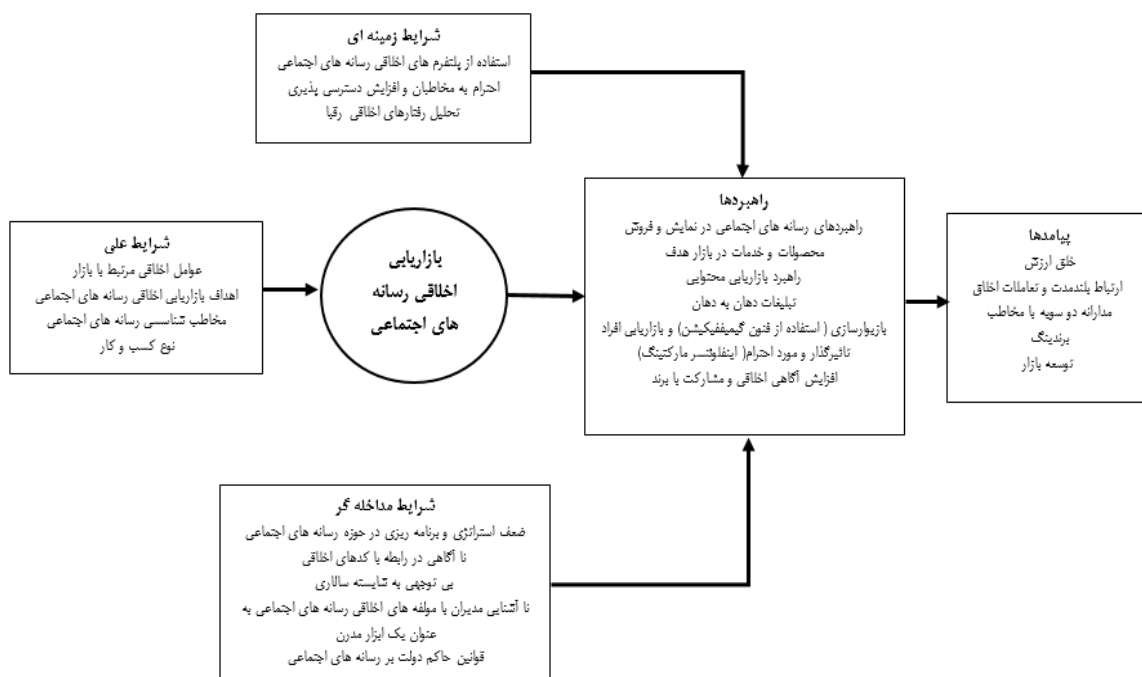 شرایط زمینه ای
استفاده از پلتفرم های اخلاقی رسانه های اجتماعی
احترام به مخاطبان و افزایش دسترسی پذیری
تحلیل رفتارهای اخلاقی رقبا
شرایط علی
عوامل اخلاقی مرتبط با بازار
اهداف بازاریابی اخلاقی رسانه های اجتماعی
مخاطب شناسسی رسانه های اجتماعی
نوع کسب و کار
بازاریابی
اخلاقی رسانه
های اجتماعی
راهبردها
راهبردهای رسانه های اجتماعی در نمایش و فروش
محصولات و خدمات در بازار هدف
راهبرد بازاریابی محتوایی
تبلیغات دهان به دهان
بازیوارسازی ( استفاده از فنون گیمیففیکیشن) و بازاریابی افراد
تاثیرگذار و مورد احترام( اینفلوئنسر مارکتینگ)
افزایش آگاهی اخلاقی و مشارکت با برند
پیامدها
خلق ارزش
ارتباط بلندمدت و تعاملات اخلاق
مدارانه دو سویه با مخاطب
برندینگ
توسعه بازار
شرایط مداخله گر
ضعف استراتژی و برنامه ریزی در حوزه رسانه های اجتماعی
نا آگاهی در رابطه با کدهای اخلاقی
بی توجهی به شایسته سالاری
نا آشنایی مدیران با مولفه های اخلاقی رسانه های اجتماعی به
عنوان یک ابزار مدرن
قوانین حاکم دولت بر رسانه های اجتماعی